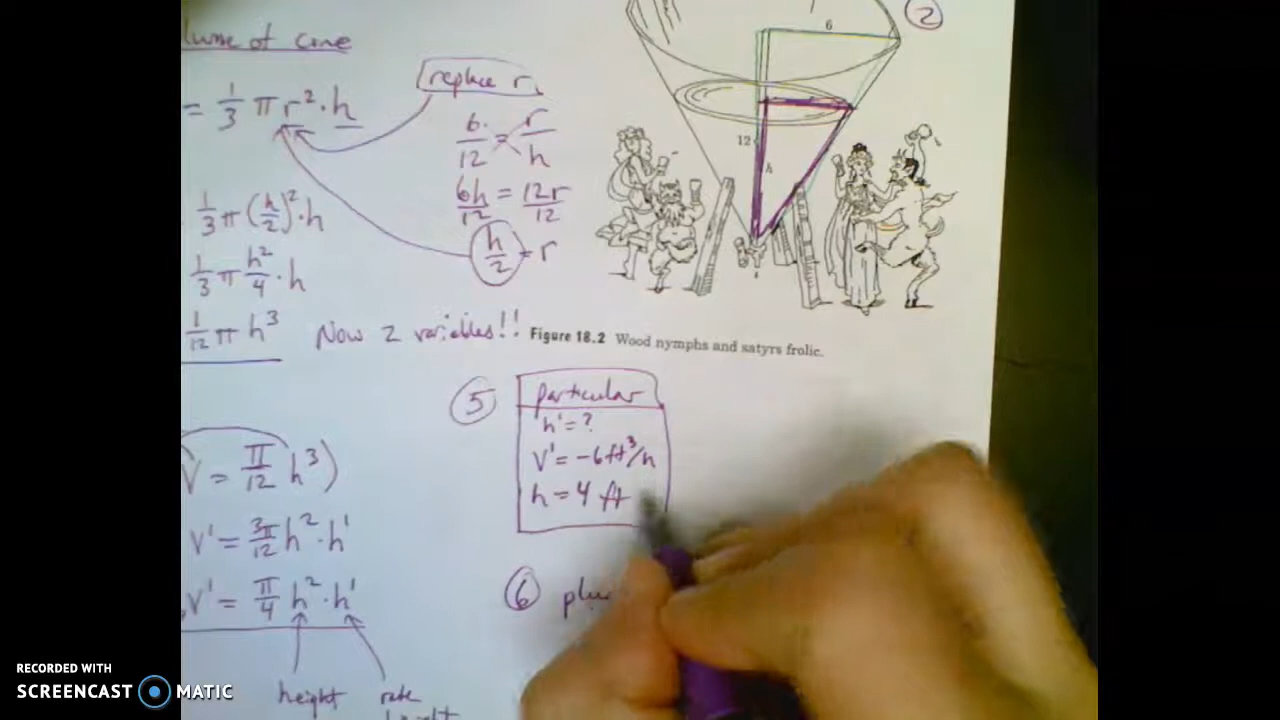 lume of cone
= 1/3 π r² · h
1/3 π (h/2)² · h
1/3 π h²/4 · h
1/12 π h³ Now 2 variables!!
replace r
6/12 = r/h
6h/12 = 12r/12
h/2 = r
2
6
12
h
Figure 18.2 Wood nymphs and satyrs frolic.
V = π/12 h³)
V' = 3π/12 h² · h'
V' = π/4 h² · h'
height rate
5 particular
h' = ?
V' = -6 ft³/h
h = 4 ft
6
RECORDED WITH
SCREENCAST MATIC